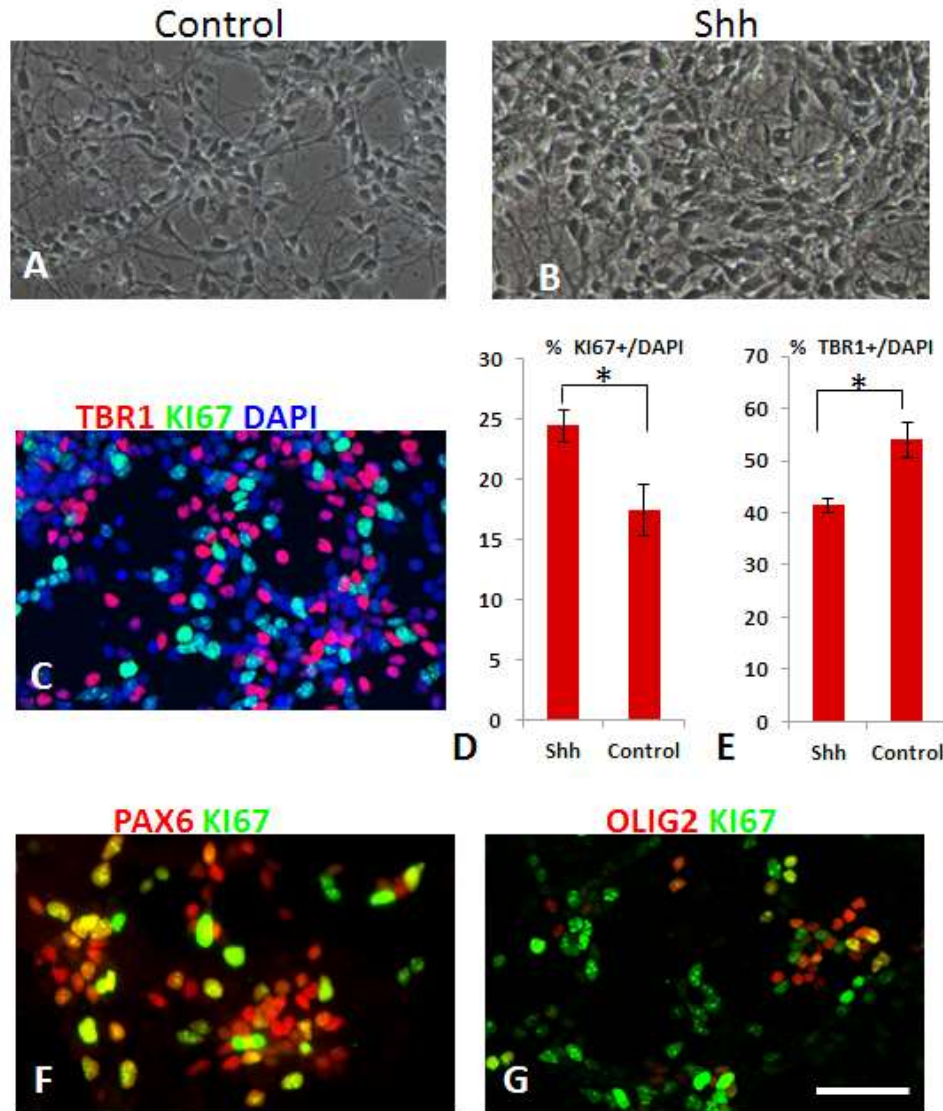 Control
Shh
A
B
TBR1 KI67 DAPI
C
% KI67+/DAPI
*
30
25
20
15
10
5
0
Shh
Control
D
% TBR1+/DAPI
*
70
60
50
40
30
20
10
0
Shh
Control
E
PAX6 KI67
F
OLIG2 KI67
G